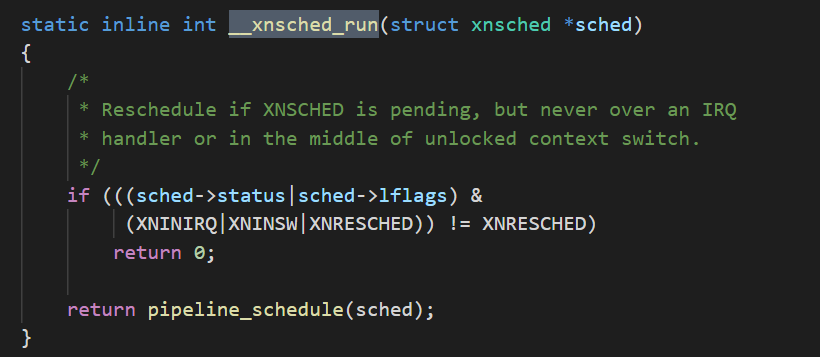 static inline int __xnsched_run(struct xnsched *sched)
{
/*
* Reschedule if XNSCHED is pending, but never over an IRQ
* handler or in the middle of unlocked context switch.
*/
if (((sched->status|sched->lflags) &
(XNINIRQ|XNINSW|XNRESCHED)) != XNRESCHED)
return 0;
return pipeline_schedule(sched);
}